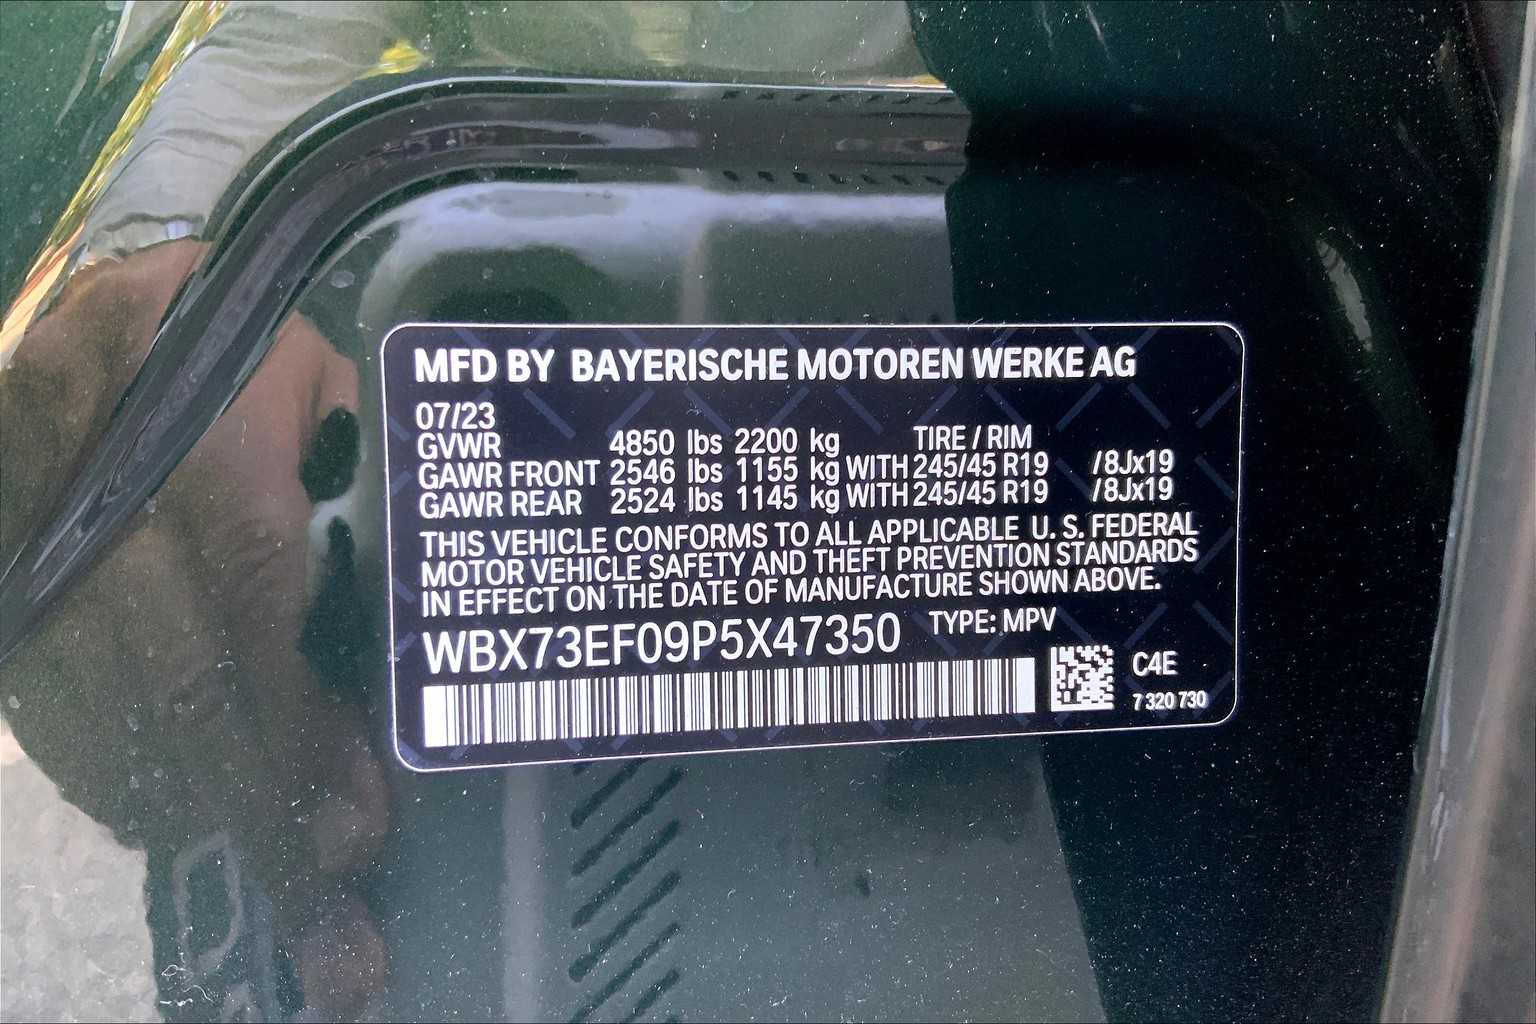 MFD BY BAYERISCHE MOTOREN WERKE AG
07/23
GVWR 4850 lbs 2200 kg TIRE / RIM
GAWR FRONT 2546 lbs 1155 kg WITH 245/45 R19 /8Jx19
GAWR REAR 2524 lbs 1145 kg WITH 245/45 R19 /8Jx19
THIS VEHICLE CONFORMS TO ALL APPLICABLE U. S. FEDERAL
MOTOR VEHICLE SAFETY AND THEFT PREVENTION STANDARDS
IN EFFECT ON THE DATE OF MANUFACTURE SHOWN ABOVE.
WBX73EF09P5X47350 TYPE: MPV
C4E
7 320 730